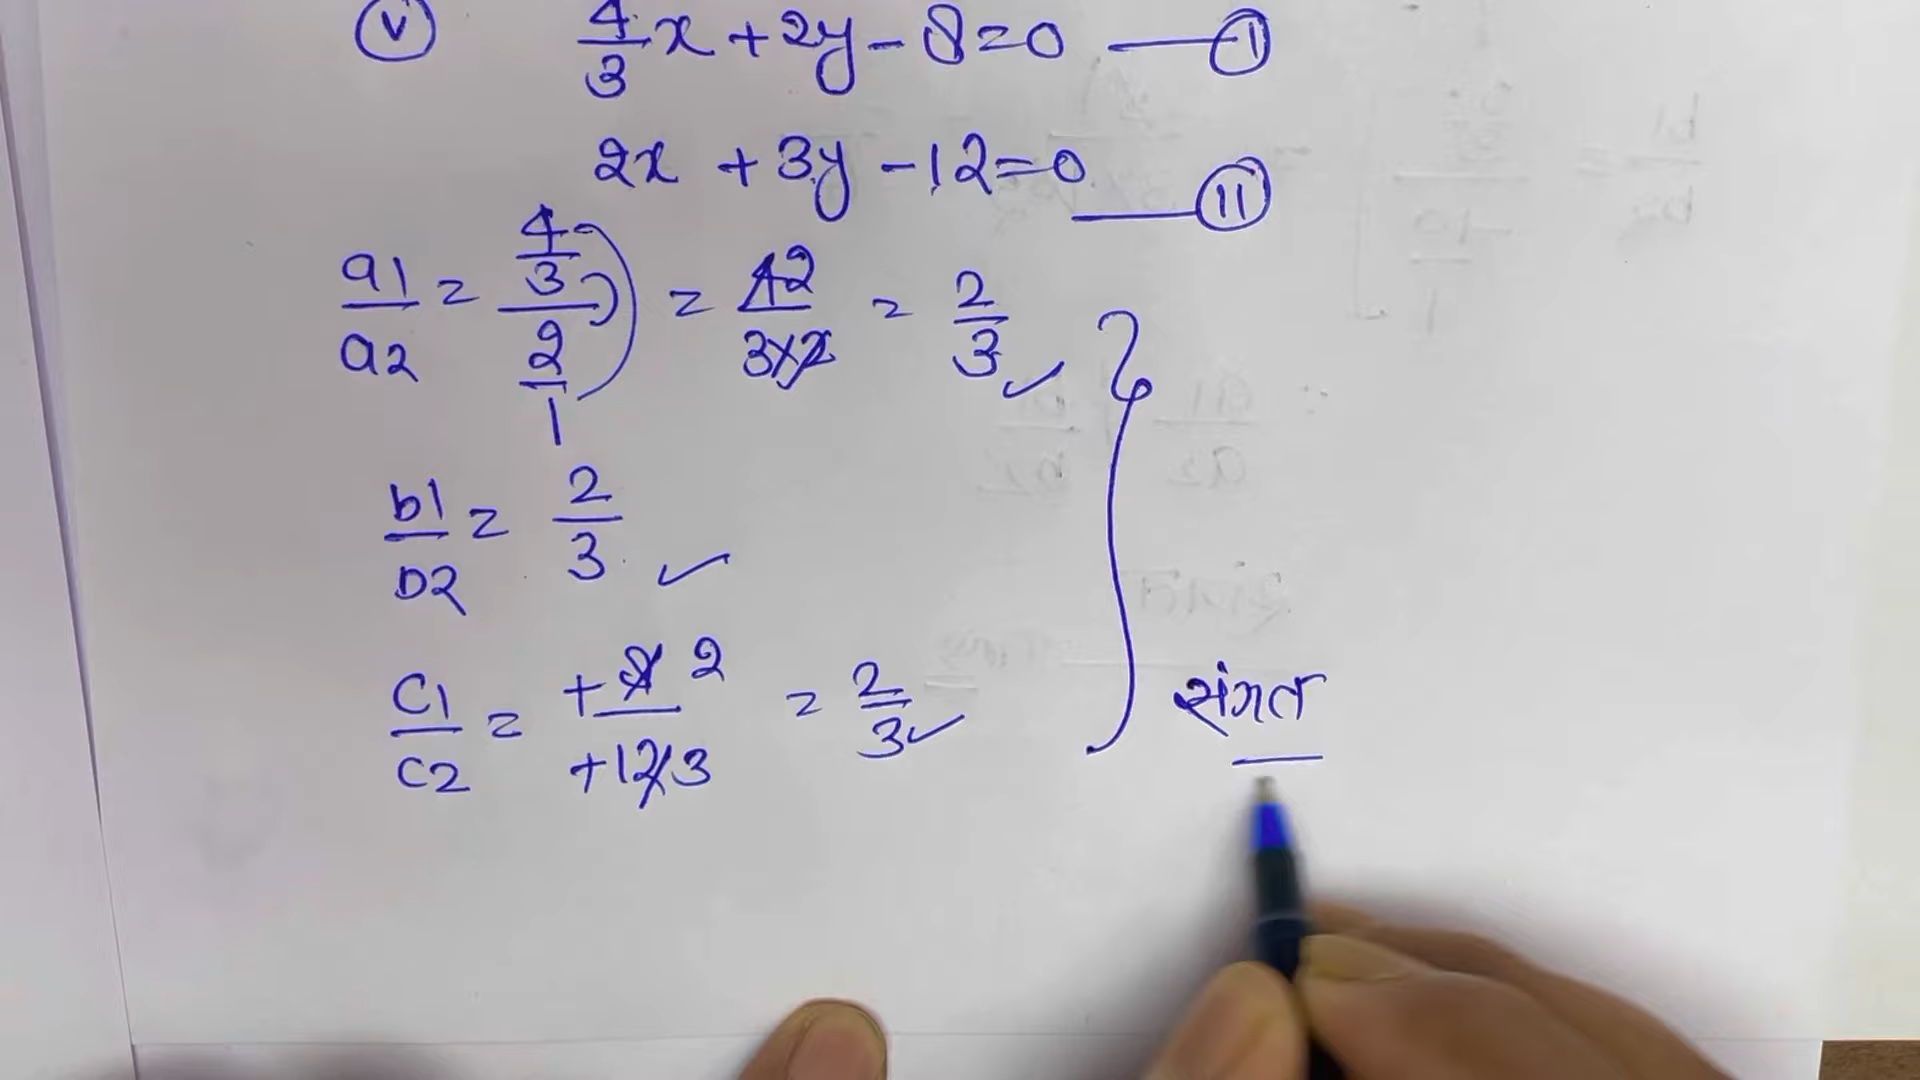 (v) 4/3 x + 2y - 8 = 0 — (I)
2x + 3y - 12 = 0 — (II)
a1/a2 = (4/3)/(2/1) = 4 2/3×2 = 2/3 ✓
b1/b2 = 2/3 ✓
c1/c2 = +8 2/+12 3 = 2/3 ✓
संगत